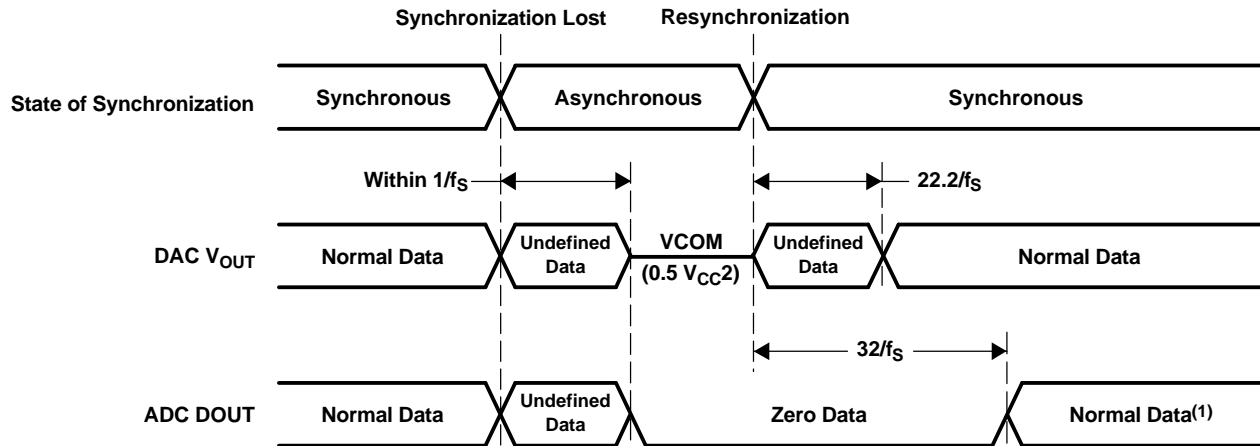 Synchronization Lost
Resynchronization
State of Synchronization
Synchronous
Asynchronous
Synchronous
Within 1/fS
22.2/fS
DAC VOUT
Normal Data
Undefined
Data
VCOM
(0.5 VCC2)
Undefined
Data
Normal Data
32/fS
ADC DOUT
Normal Data
Undefined
Data
Zero Data
Normal Data(1)